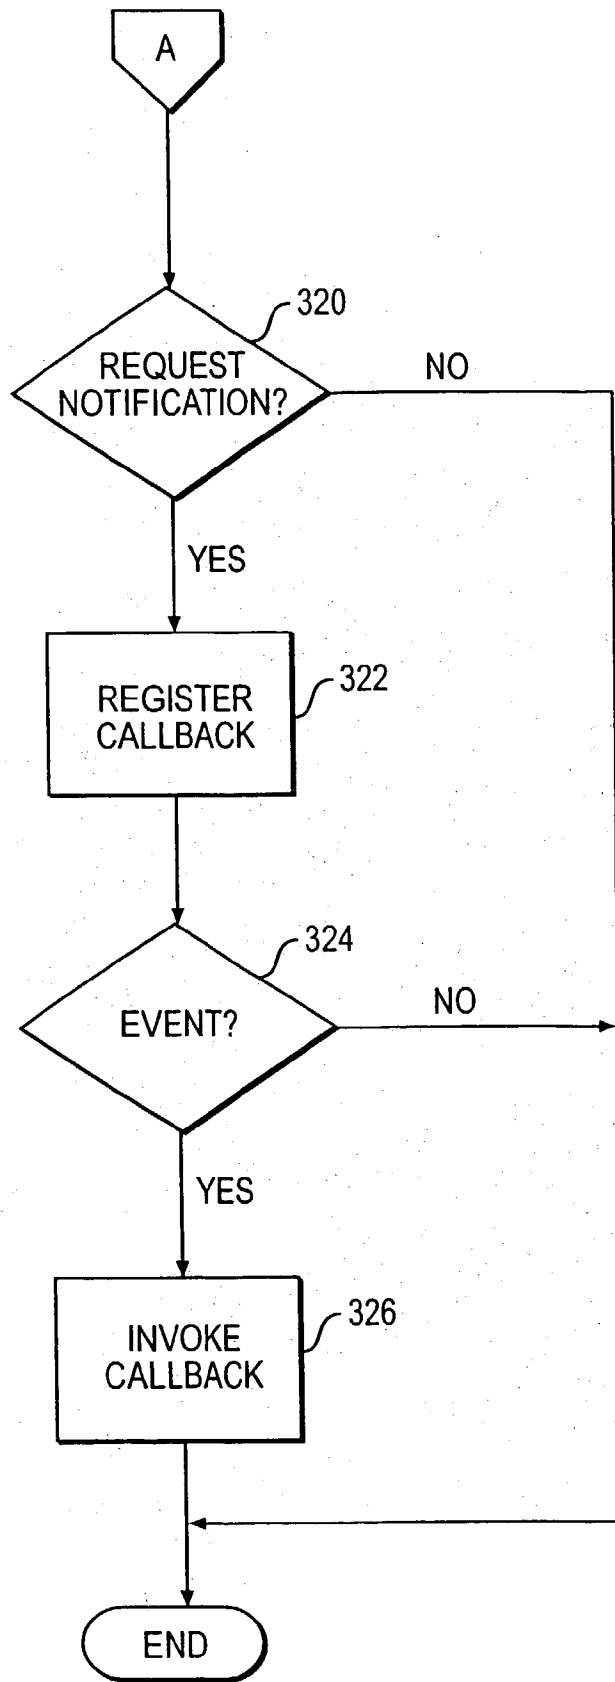 A
320
REQUEST
NOTIFICATION?
NO
YES
322
REGISTER
CALLBACK
324
EVENT?
NO
YES
326
INVOKE
CALLBACK
END